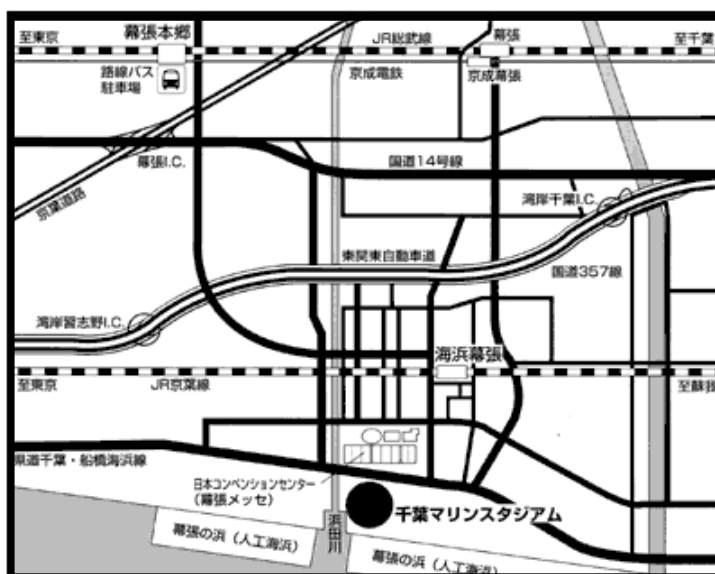 至東京
幕張本郷
JR総武線
幕張
至千葉
路線バス
駐車場
京成電鉄
京成幕張
幕張I.C.
国道14号線
京葉道路
湾岸千葉I.C.
東関東自動車道
国道357線
湾岸習志野I.C.
海浜幕張
至東京
JR京葉線
至蘇我
県道千葉・船橋海浜線
日本コンベンションセンター
(幕張メッセ)
千葉マリンスタジアム
浜田川
幕張の浜(人工海浜)
幕張の浜(人工海浜)